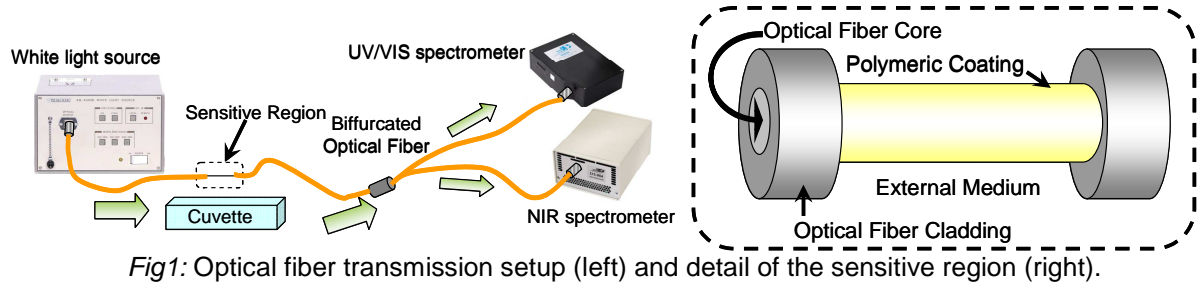 White light source
UV/VIS spectrometer
Sensitive Region
Biffurcated
Optical Fiber
Cuvette
NIR spectrometer
Optical Fiber Core
Polymeric Coating
External Medium
Optical Fiber Cladding
Fig1: Optical fiber transmission setup (left) and detail of the sensitive region (right).